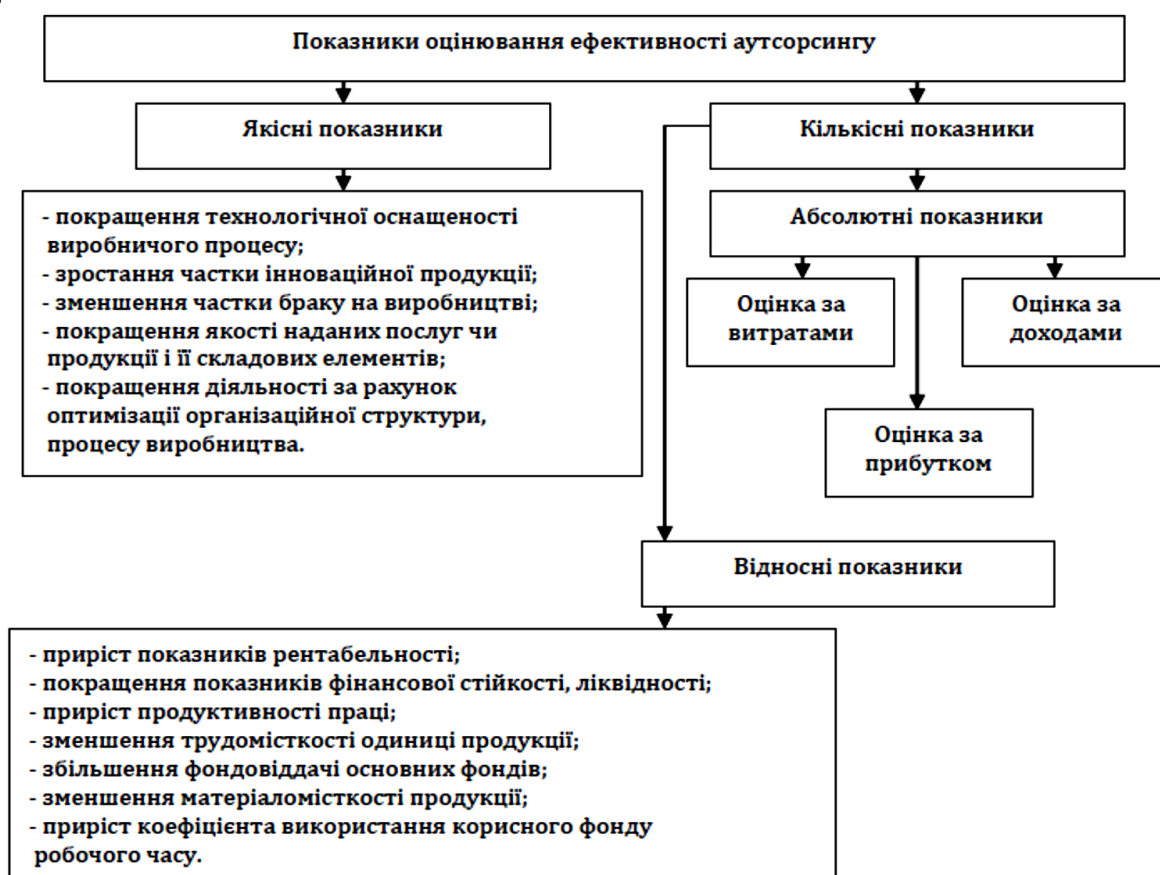 Показники оцінювання ефективності аутсорсингу
Якісні показники
Кількісні показники
- покращення технологічної оснащеності
виробничого процесу;
- зростання частки інноваційної продукції;
- зменшення частки браку на виробництві;
- покращення якості наданих послуг чи
продукції і її складових елементів;
- покращення діяльності за рахунок
оптимізації організаційної структури,
процесу виробництва.
Абсолютні показники
Оцінка за
витратами
Оцінка за
доходами
Оцінка за
прибутком
Відносні показники
- приріст показників рентабельності;
- покращення показників фінансової стійкості, ліквідності;
- приріст продуктивності праці;
- зменшення трудомісткості одиниці продукції;
- збільшення фондовіддачі основних фондів;
- зменшення матеріаломісткості продукції;
- приріст коефіцієнта використання корисного фонду
робочого часу.